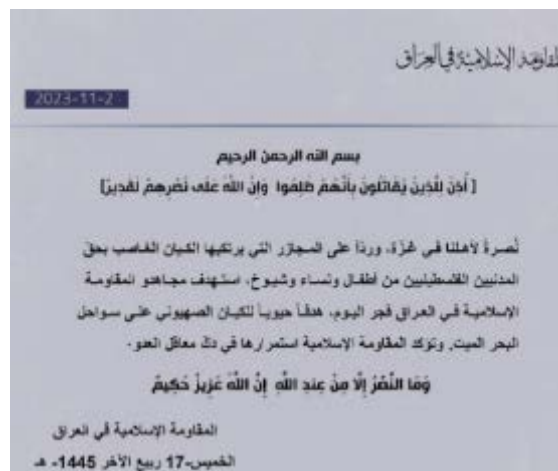 المقاومة الإسلامية في العراق
2023-11-2
بسم الله الرحمن الرحيم
[ أُذِنَ لِلَّذِينَ يُقَاتَلُونَ بِأَنَّهُمْ ظُلِمُوا وَإِنَّ اللَّهَ عَلَى نَصْرِهِمْ لَقَدِيرٌ]
نُصرةً لأهلنا في غَزّة، ورداً على المجازر التي يرتكبها الكيان الغاصب بحق
المدنيين الفلسطينيين من أطفال ونساء وشيوخ، استهدف مجاهدو المقاومة
الإسلامية في العراق فجر اليوم، هدفاً حيوياً للكيان الصهيوني على سواحل
البحر الميت، وتؤكد المقاومة الإسلامية استمرارها في دكّ معاقل العدو.
وَمَا النَّصْرُ إِلَّا مِنْ عِندِ اللَّهِ إِنَّ اللَّهَ عَزِيزٌ حَكِيمٌ
المقاومة الإسلامية في العراق
الخميس-17 ربيع الآخر 1445- هـ